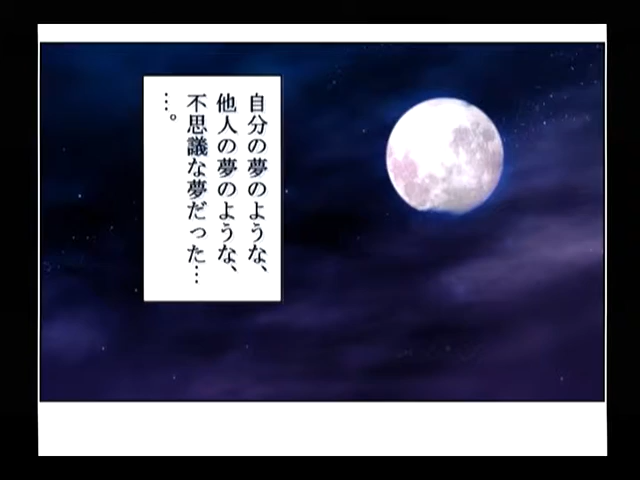 自分の夢のような、
他人の夢のような、
不思議な夢だった…
…。